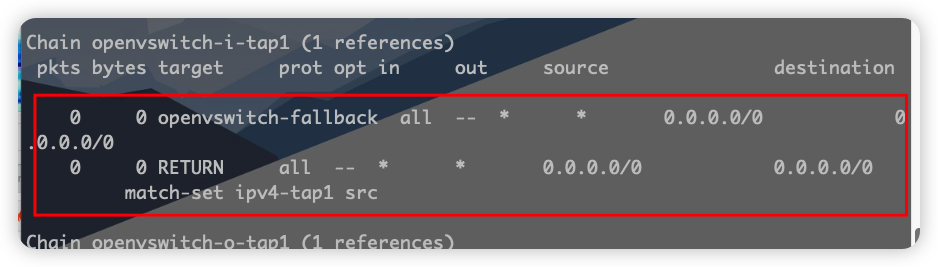 Chain openvswitch-i-tap1 (1 references)
pkts bytes target prot opt in out source destination
0 0 openvswitch-fallback all -- * * 0.0.0.0/0 0
.0.0.0/0
0 0 RETURN all -- * * 0.0.0.0/0 0.0.0.0/0
match-set ipv4-tap1 src
Chain openvswitch-o-tap1 (1 references)